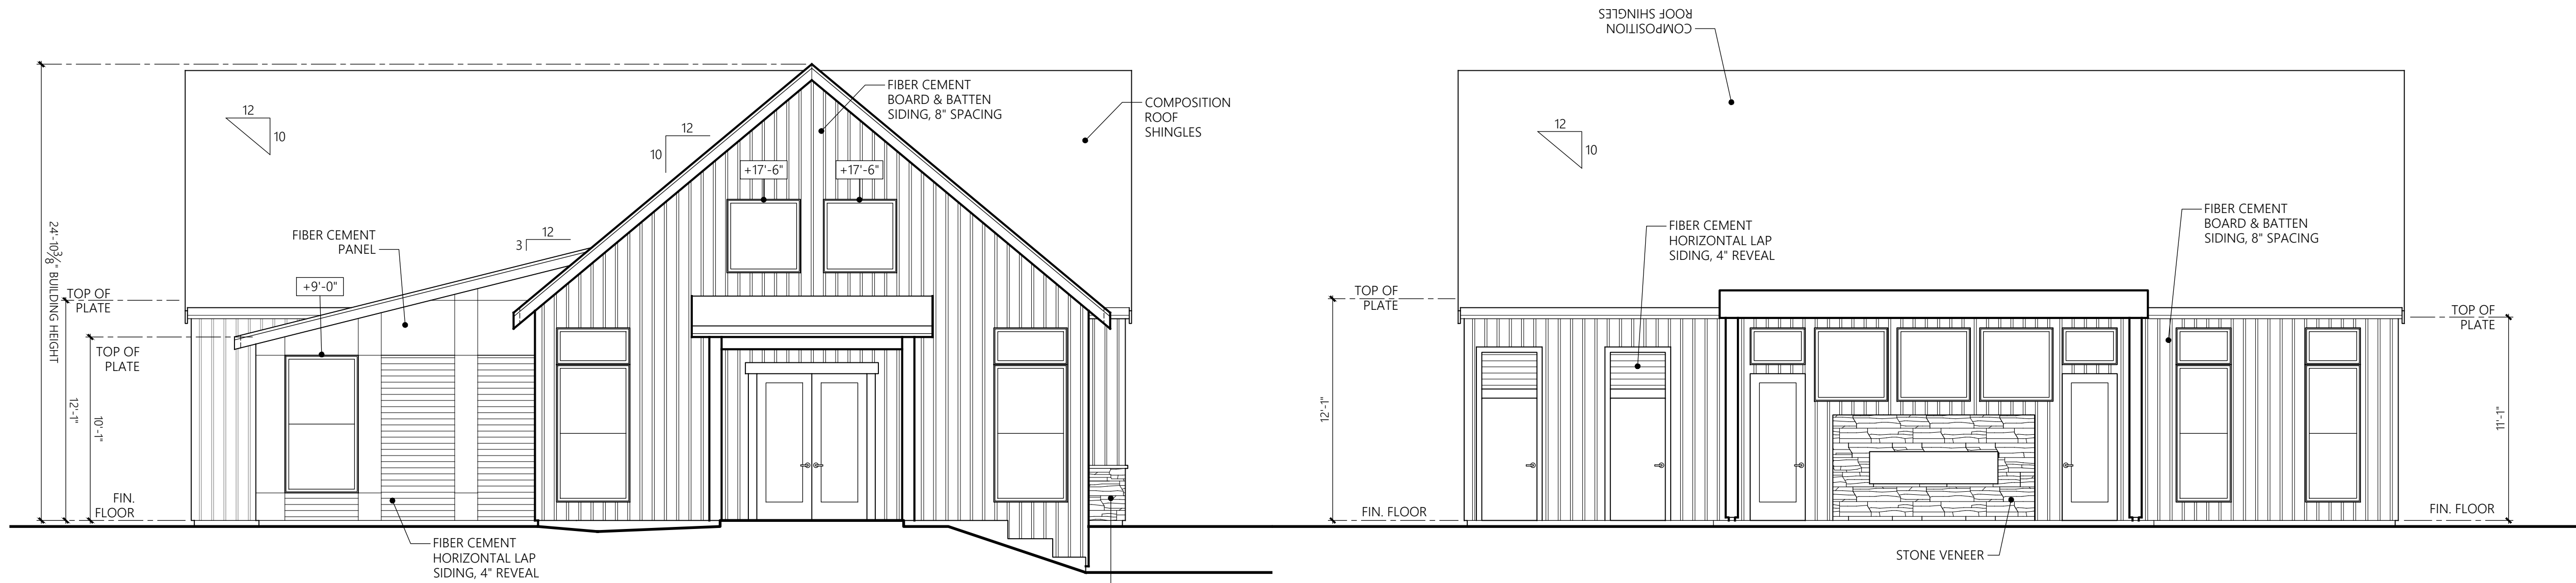 FIBER CEMENT
BOARD & BATTEN
SIDING, 8" SPACING
COMPOSITION
ROOF
SHINGLES
12
10
12
10
+17'-6"
+17'-6"
FIBER CEMENT
PANEL
12
3
+9'-0"
TOP OF
PLATE
TOP OF
PLATE
24'-10⅜" BUILDING HEIGHT
12'-1"
10'-1"
FIN.
FLOOR
FIBER CEMENT
HORIZONTAL LAP
SIDING, 4" REVEAL
COMPOSITION
ROOF SHINGLES
12
10
FIBER CEMENT
HORIZONTAL LAP
SIDING, 4" REVEAL
FIBER CEMENT
BOARD & BATTEN
SIDING, 8" SPACING
TOP OF
PLATE
TOP OF
PLATE
12'-1"
11'-1"
FIN. FLOOR
FIN. FLOOR
STONE VENEER